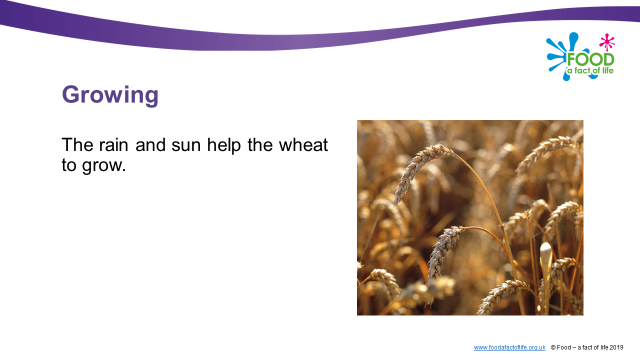 FOOD
a fact of life
Growing
The rain and sun help the wheat
to grow.
www.foodafactoflife.org.uk © Food – a fact of life 2019